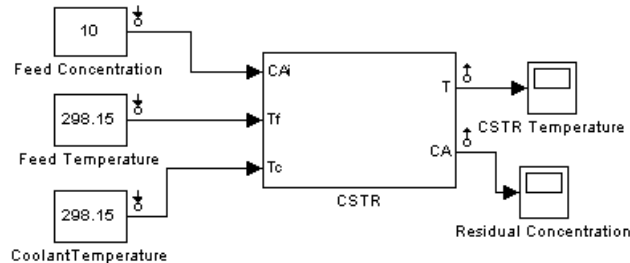 10
Feed Concentration
298.15
Feed Temperature
298.15
CoolantTemperature
CAi
Tf
Tc
T
CA
CSTR
CSTR Temperature
Residual Concentration